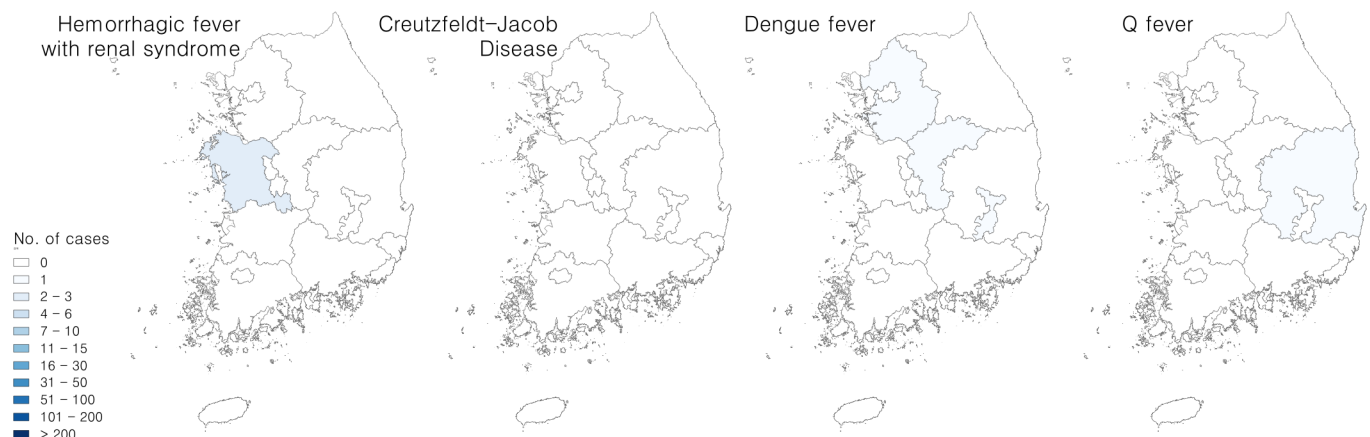 Hemorrhagic fever
with renal syndrome
Creutzfeldt-Jacob
Disease
Dengue fever
Q fever
No. of cases
0
1
2 - 3
4 - 6
7 - 10
11 - 15
16 - 30
31 - 50
51 - 100
101 - 200
> 200